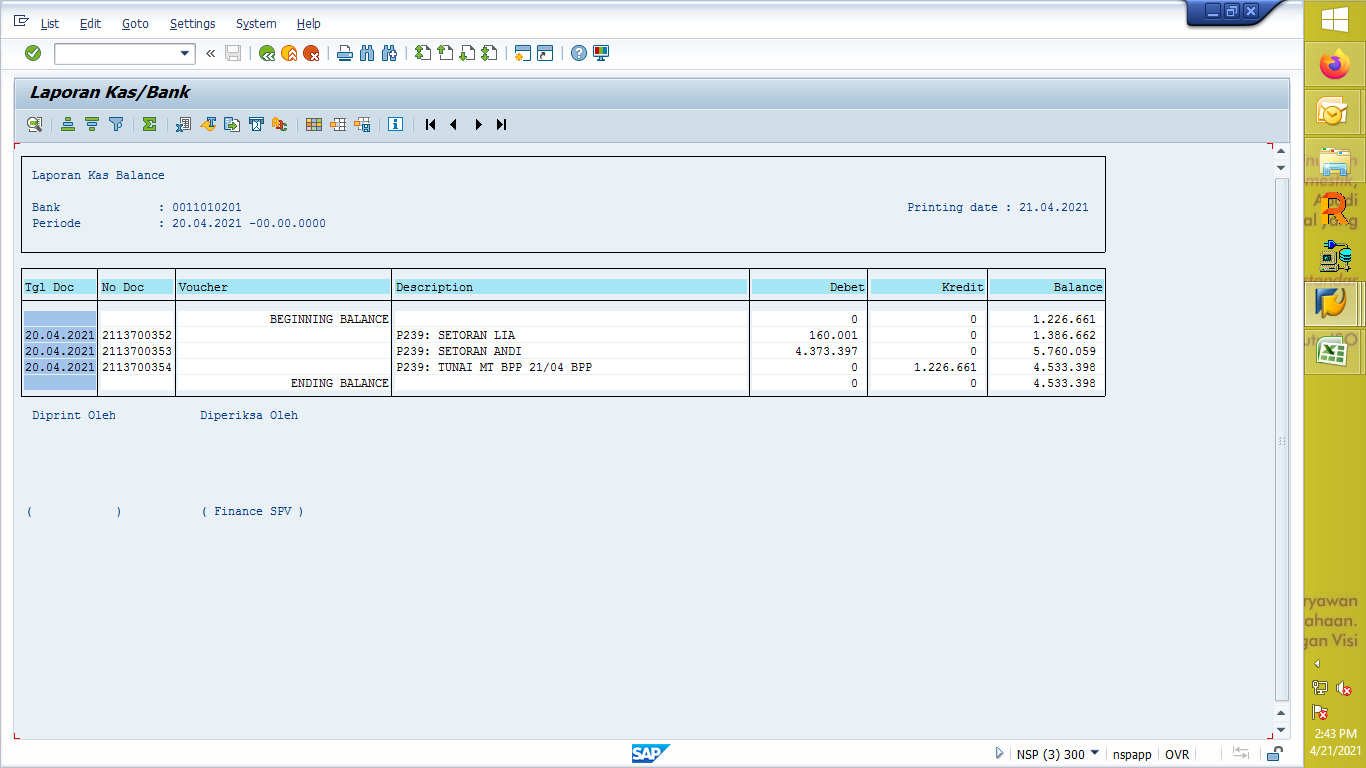 List Edit Goto Settings System Help
Laporan Kas/Bank
Laporan Kas Balance
Bank : 0011010201 Printing date : 21.04.2021
Periode : 20.04.2021 -00.00.0000
Tgl Doc No Doc Voucher Description Debet Kredit Balance
BEGINNING BALANCE 0 0 1.226.661
20.04.2021 2113700352 P239: SETORAN LIA 160.001 0 1.386.662
20.04.2021 2113700353 P239: SETORAN ANDI 4.373.397 0 5.760.059
20.04.2021 2113700354 P239: TUNAI MT BPP 21/04 BPP 0 1.226.661 4.533.398
ENDING BALANCE 0 0 4.533.398
Diprint Oleh Diperiksa Oleh
( ) ( Finance SPV )
SAP
NSP (3) 300 nspapp OVR
ryawan
ahaan.
gan Visi
2:43 PM
4/21/2021